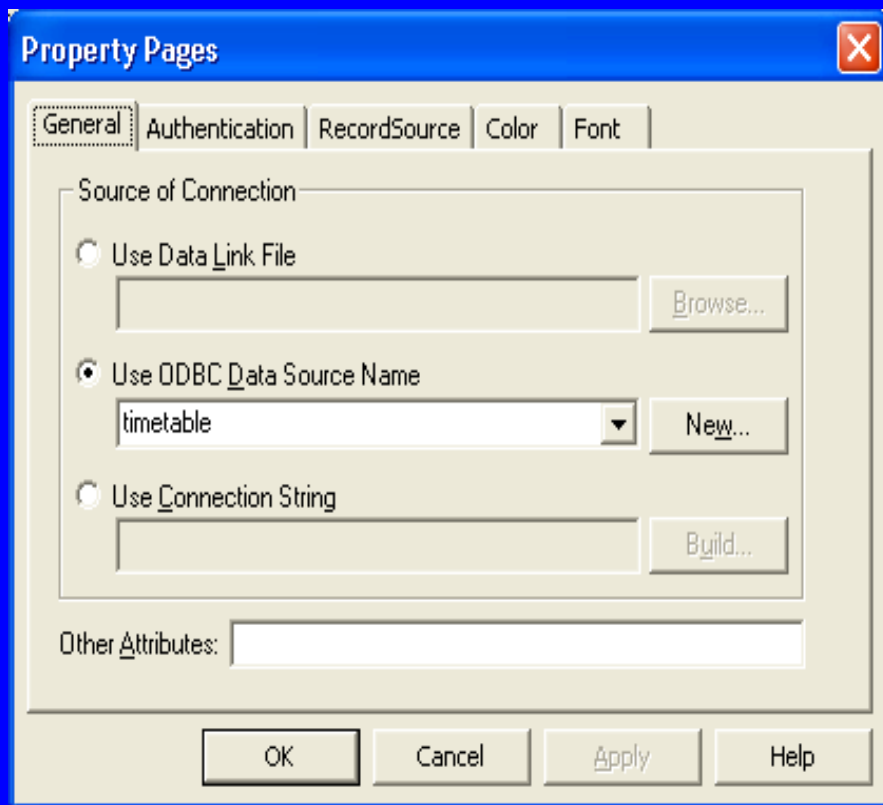 Property Pages
General Authentication RecordSource Color Font
Source of Connection
Use Data Link File
Browse...
Use ODBC Data Source Name
timetable New...
Use Connection String
Build...
Other Attributes:
OK Cancel Apply Help